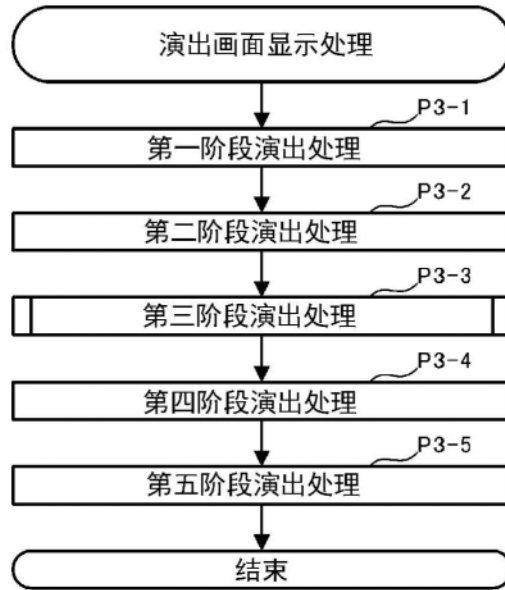 演出画面显示处理
P3-1
第一阶段演出处理
P3-2
第二阶段演出处理
P3-3
第三阶段演出处理
P3-4
第四阶段演出处理
P3-5
第五阶段演出处理
结束